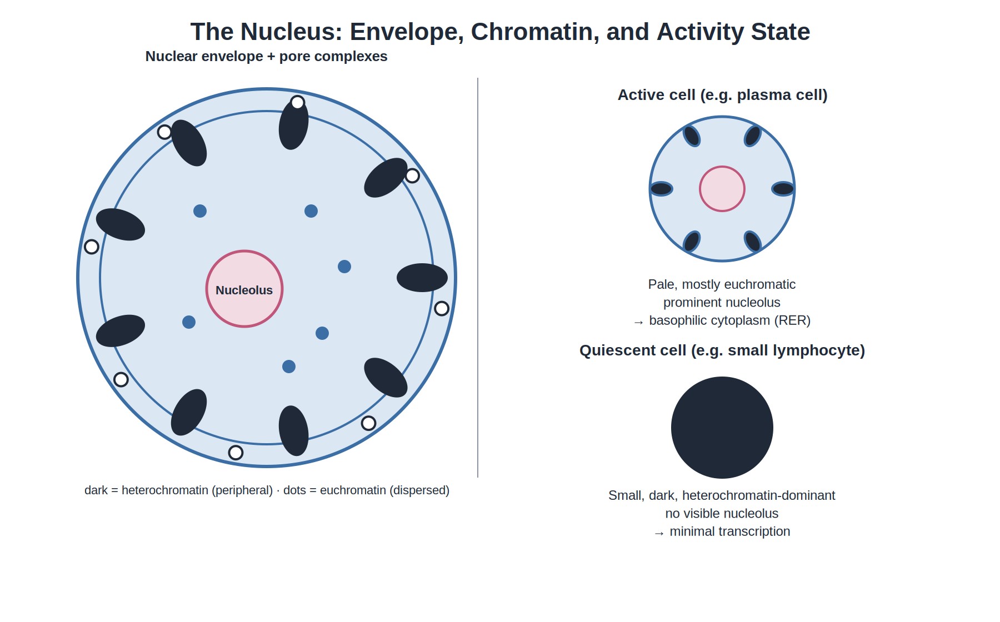 The Nucleus: Envelope, Chromatin, and Activity State
Nuclear envelope + pore complexes
Nucleolus
dark = heterochromatin (peripheral) · dots = euchromatin (dispersed)
Active cell (e.g. plasma cell)
Pale, mostly euchromatic
prominent nucleolus
→ basophilic cytoplasm (RER)
Quiescent cell (e.g. small lymphocyte)
Small, dark, heterochromatin-dominant
no visible nucleolus
→ minimal transcription